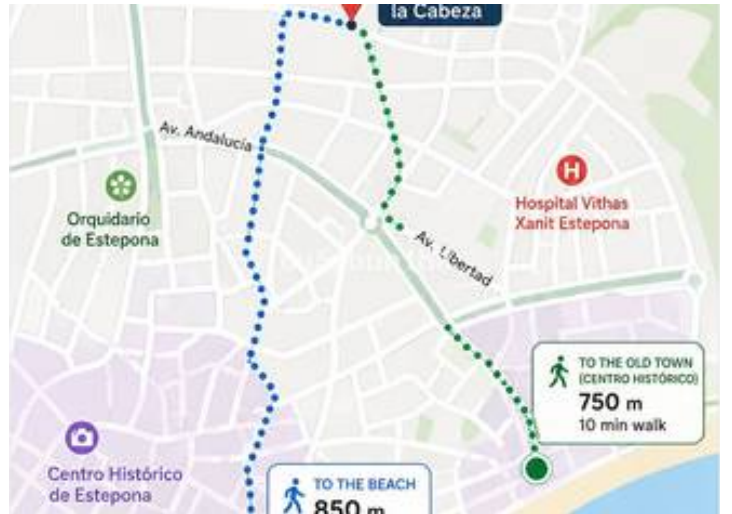 la Cabeza
Av. Andalucía
Orquidario
de Estepona
H
Hospital Vithas
Xanit Estepona
Av. Libertad
TO THE OLD TOWN
(CENTRO HISTÓRICO)
750 m
10 min walk
Centro Histórico
de Estepona
TO THE BEACH
850 m